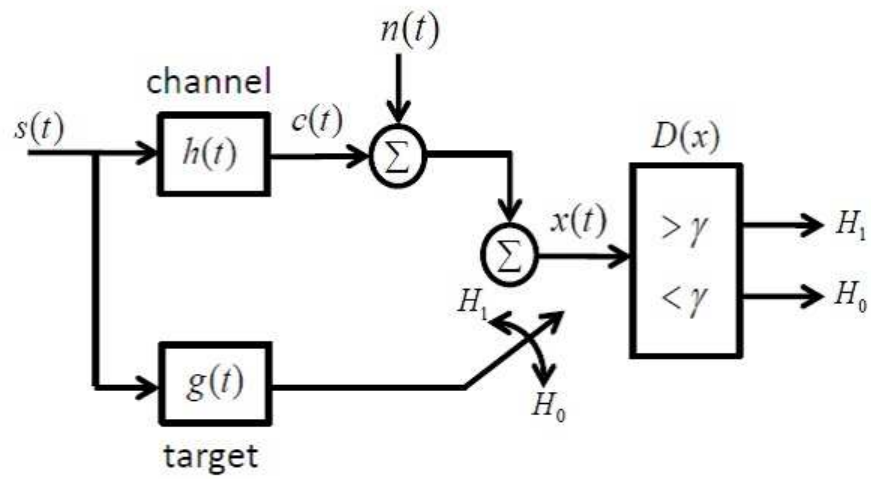 n(t)
channel
s(t)
h(t)
c(t)
Σ
D(x)
x(t)
Σ
> γ
< γ
H₁
H₀
H₁
H₀
g(t)
target